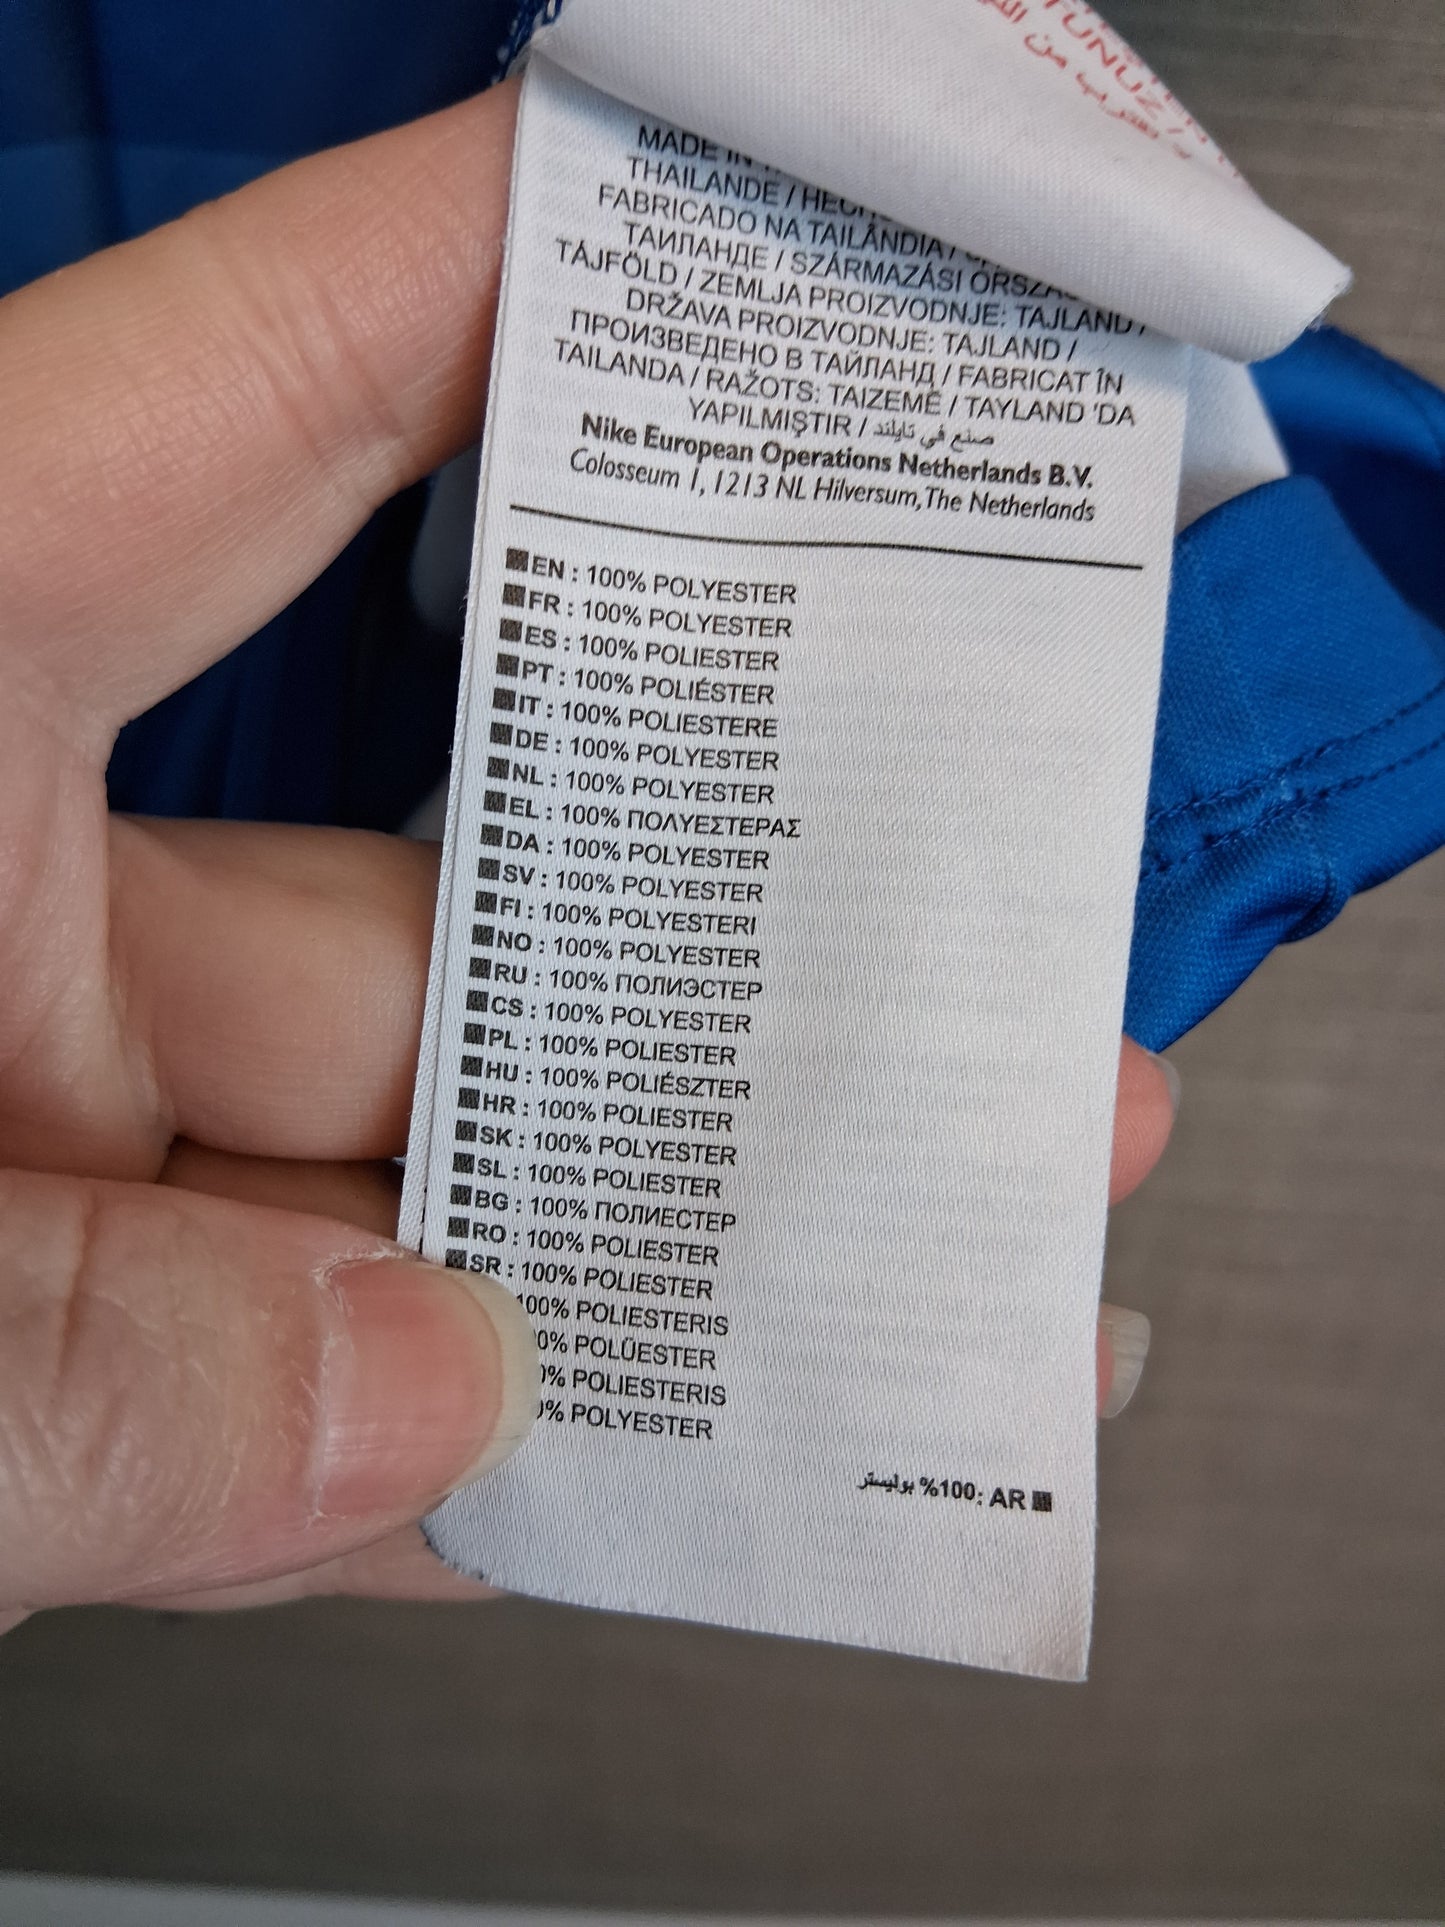 TUNUZ /
MADE IN
THAILANDE /
FABRICADO NA TAILÂNDIA /
ТАИЛАНДЕ / SZÁRMAZÁSI
TÁJFÖLD / ZEMLJA PROIZVODNJE: TAJLAND /
DRŽAVA PROIZVODNJE: TAJLAND /
ПРОИЗВЕДЕНО В ТАЙЛАНД / FABRICAT ÎN
TAILANDA / RAŽOTS: TAIZEMĒ / TAYLAND 'DA
YAPILMIŞTIR / صنع في تايلند
Nike European Operations Netherlands B.V.
Colosseum 1, 1213 NL Hilversum, The Netherlands
EN : 100% POLYESTER
FR : 100% POLYESTER
ES : 100% POLIESTER
PT : 100% POLIÉSTER
IT : 100% POLIESTERE
DE : 100% POLYESTER
NL : 100% POLYESTER
EL : 100% ΠΟΛΥΕΣΤΕΡΑΣ
DA : 100% POLYESTER
SV : 100% POLYESTER
FI : 100% POLYESTERI
NO : 100% POLYESTER
RU : 100% ПОЛИЭСТЕР
CS : 100% POLYESTER
PL : 100% POLIESTER
HU : 100% POLIÉSZTER
HR : 100% POLIESTER
SK : 100% POLYESTER
SL : 100% POLIESTER
BG : 100% ПОЛИЕСТЕР
RO : 100% POLIESTER
SR : 100% POLIESTER
100% POLIESTERIS
0% POLÜESTER
% POLIESTERIS
% POLYESTER
AR :100% بوليستر